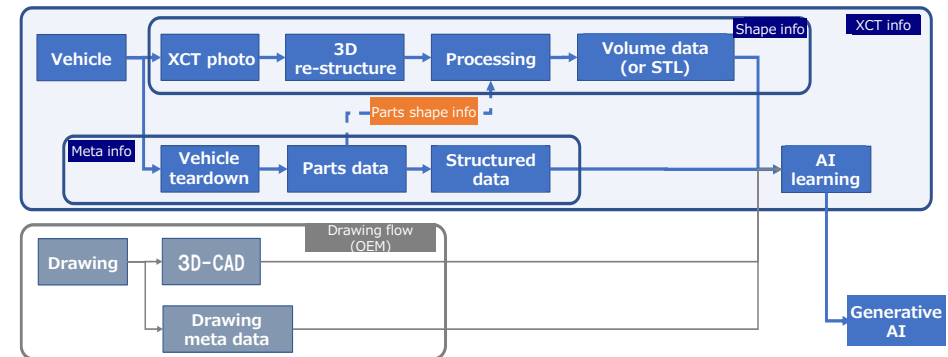 XCT info
Shape info
Vehicle
XCT photo
3D
re-structure
Processing
Volume data
(or STL)
Parts shape info
Meta info
Vehicle
teardown
Parts data
Structured
data
AI
learning
Drawing flow
(OEM)
Drawing
3D-CAD
Drawing
meta data
Generative
AI